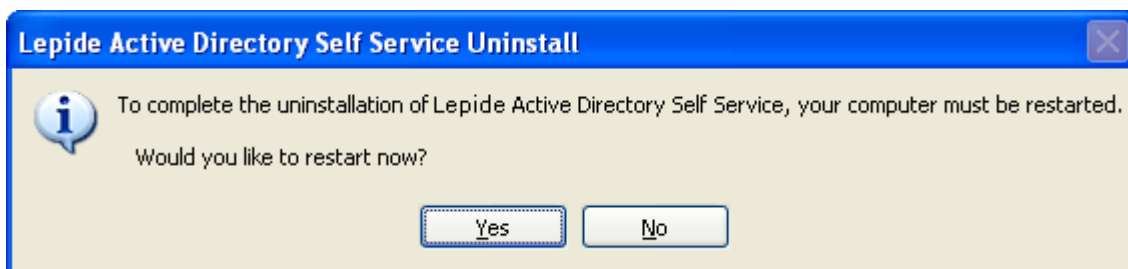 Lepide Active Directory Self Service Uninstall
To complete the uninstallation of Lepide Active Directory Self Service, your computer must be restarted.
Would you like to restart now?
Yes No